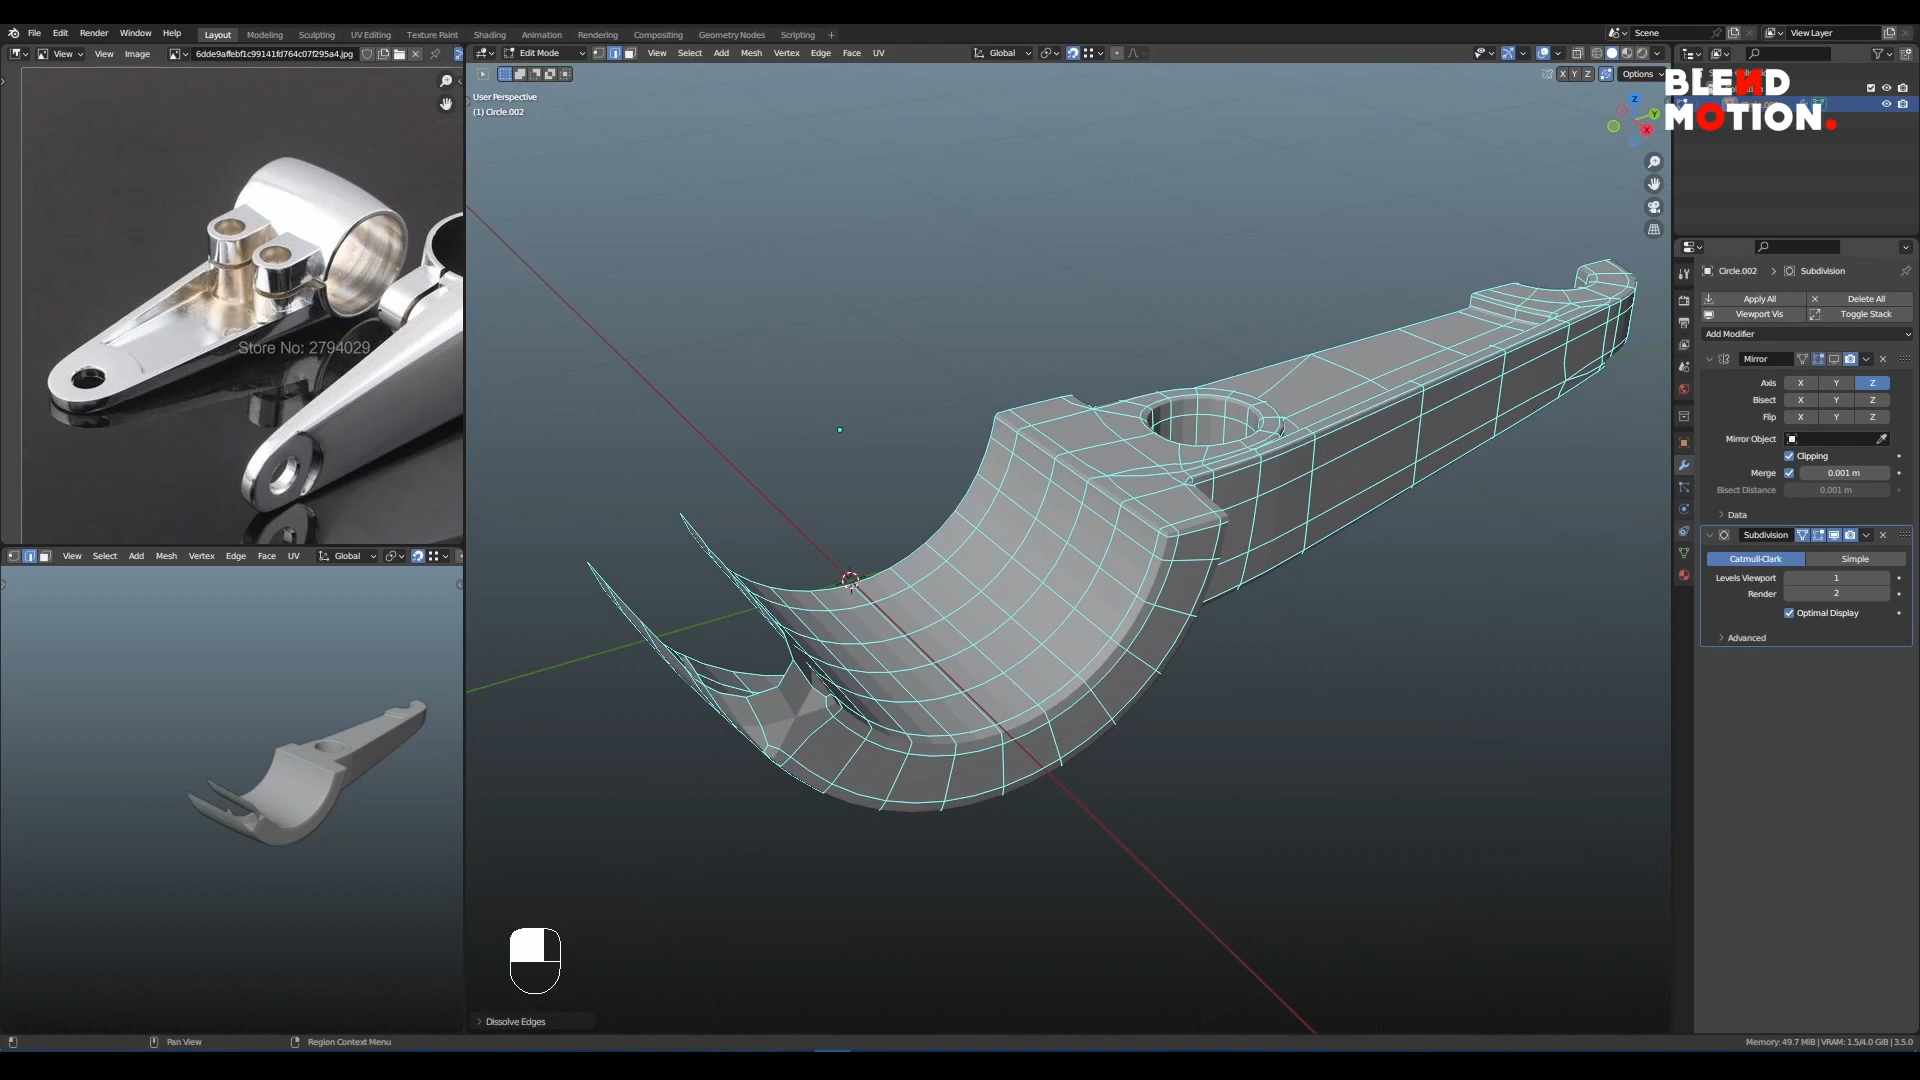 File Edit Render Window Help
Layout Modeling Sculpting UV Editing Texture Paint Shading Animation Rendering Compositing Geometry Nodes Scripting +
Scene
View Layer
View View Image 6dde9affebf1c99141fd764c07f295a4.jpg
Edit Mode View Select Add Mesh Vertex Edge Face UV Global
X Y Z Options
User Perspective
(1) Circle.002
Z
Y
X
BLEND
MOTION.
Store No: 2794029
View Select Add Mesh Vertex Edge Face UV Global
Circle.002 > Subdivision
Apply All Delete All
Viewport Vis Toggle Stack
Add Modifier
Mirror
Axis X Y Z
Bisect X Y Z
Flip X Y Z
Mirror Object
Clipping
Merge 0.001 m
Bisect Distance 0.001 m
Data
Subdivision
Catmull-Clark Simple
Levels Viewport 1
Render 2
Optimal Display
Advanced
Dissolve Edges
Pan View Region Context Menu
Memory: 49.7 MiB | VRAM: 1.5/4.0 GiB | 3.5.0